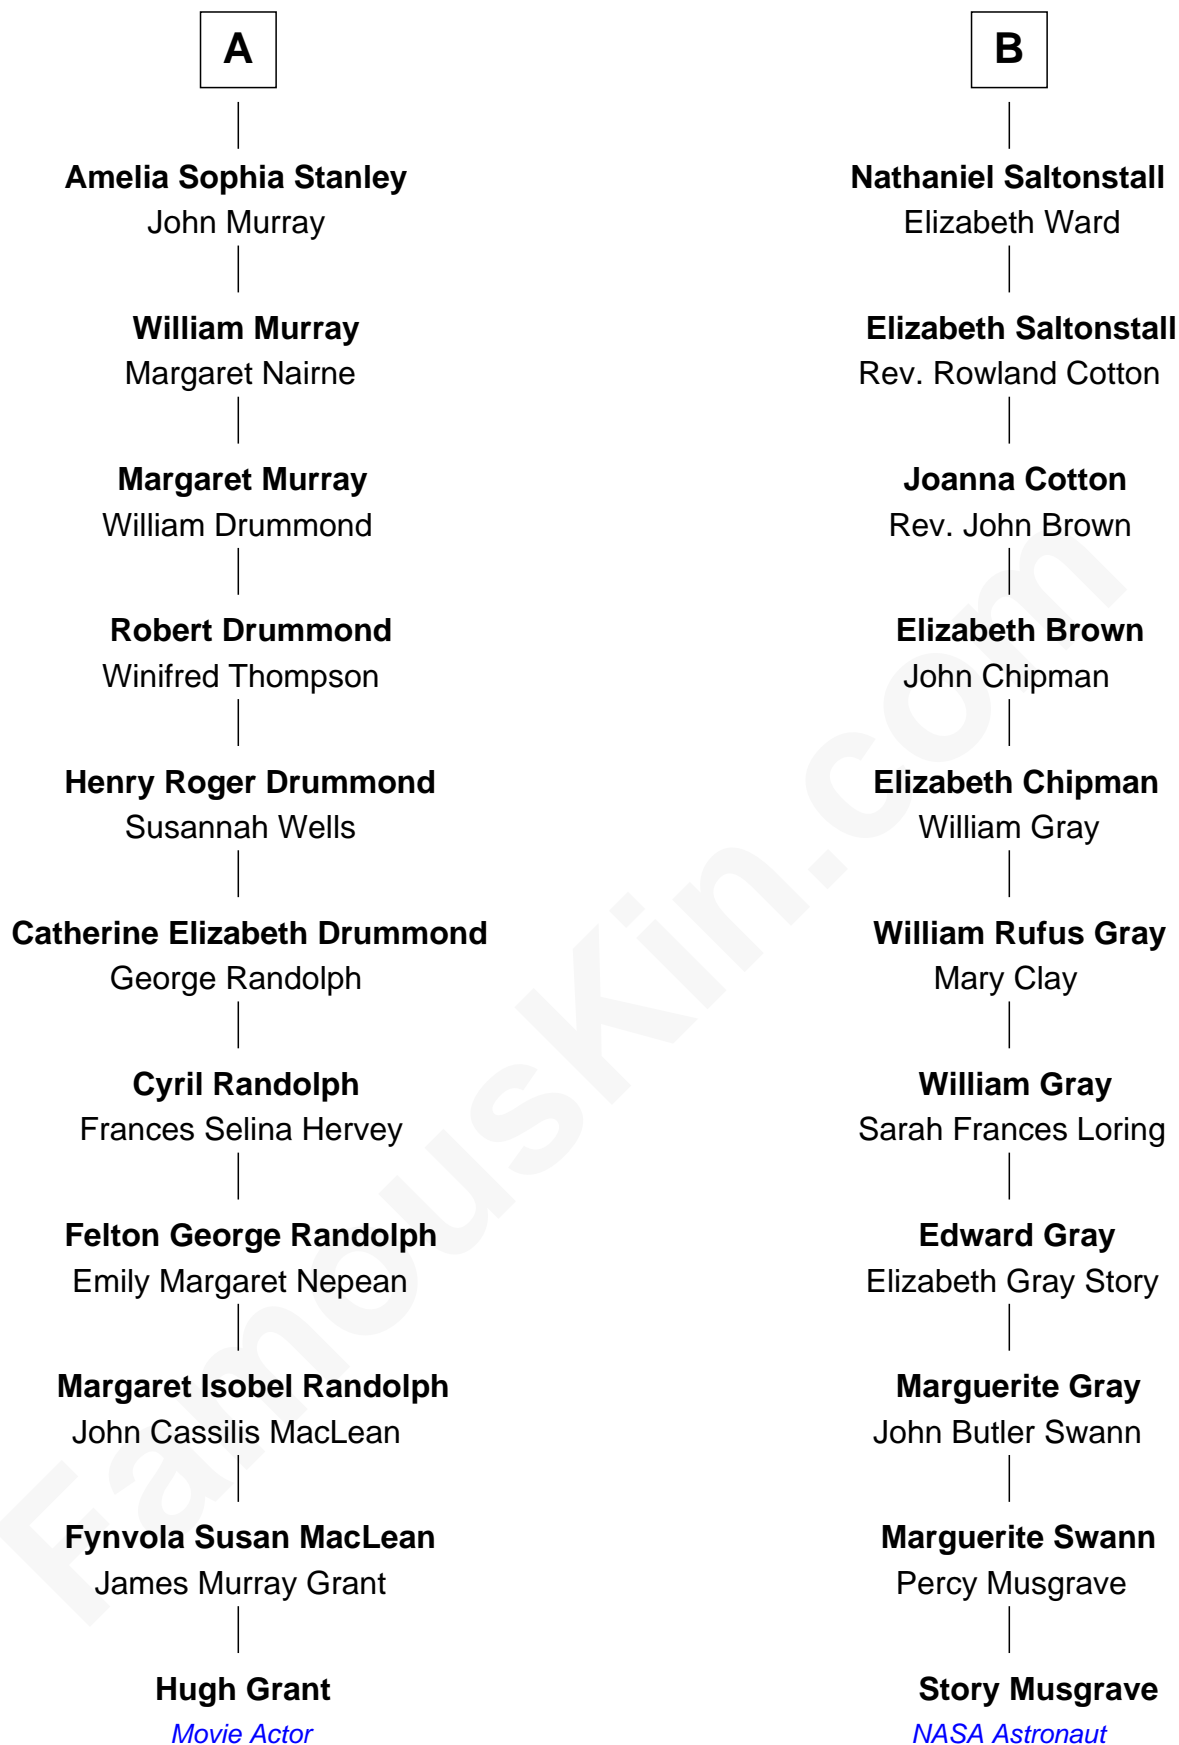 A
Amelia Sophia Stanley
John Murray
William Murray
Margaret Nairne
Margaret Murray
William Drummond
Robert Drummond
Winifred Thompson
Henry Roger Drummond
Susannah Wells
Catherine Elizabeth Drummond
George Randolph
Cyril Randolph
Frances Selina Hervey
Felton George Randolph
Emily Margaret Nepean
Margaret Isobel Randolph
John Cassilis MacLean
Fynvola Susan MacLean
James Murray Grant
Hugh Grant
Movie Actor
B
Nathaniel Saltonstall
Elizabeth Ward
Elizabeth Saltonstall
Rev. Rowland Cotton
Joanna Cotton
Rev. John Brown
Elizabeth Brown
John Chipman
Elizabeth Chipman
William Gray
William Rufus Gray
Mary Clay
William Gray
Sarah Frances Loring
Edward Gray
Elizabeth Gray Story
Marguerite Gray
John Butler Swann
Marguerite Swann
Percy Musgrave
Story Musgrave
NASA Astronaut
FamousKin.com